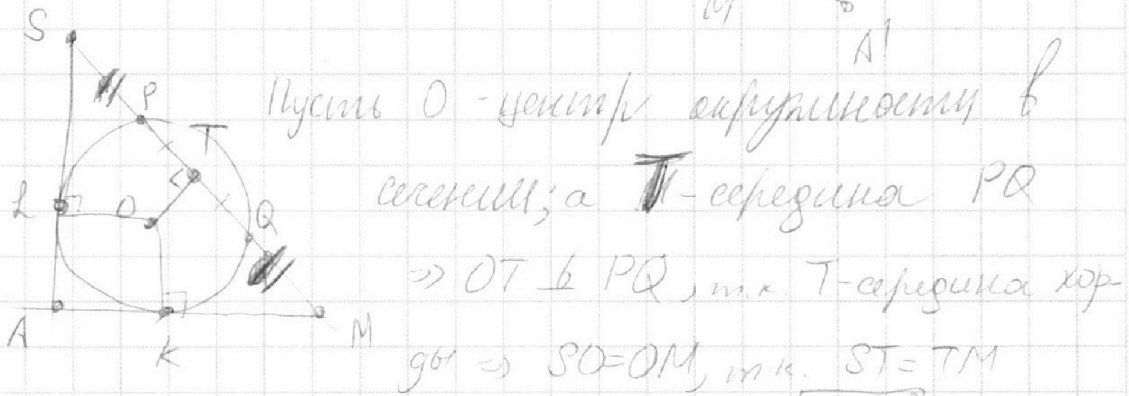 A'
S
P
T
L
O
Q
A
K
M
Пусть O - центр окружности в
сечении; а T - середина PQ
=> OT ⊥ PQ, т.к. T - середина хор-
ды => SO=OM, т.к. ST=TM